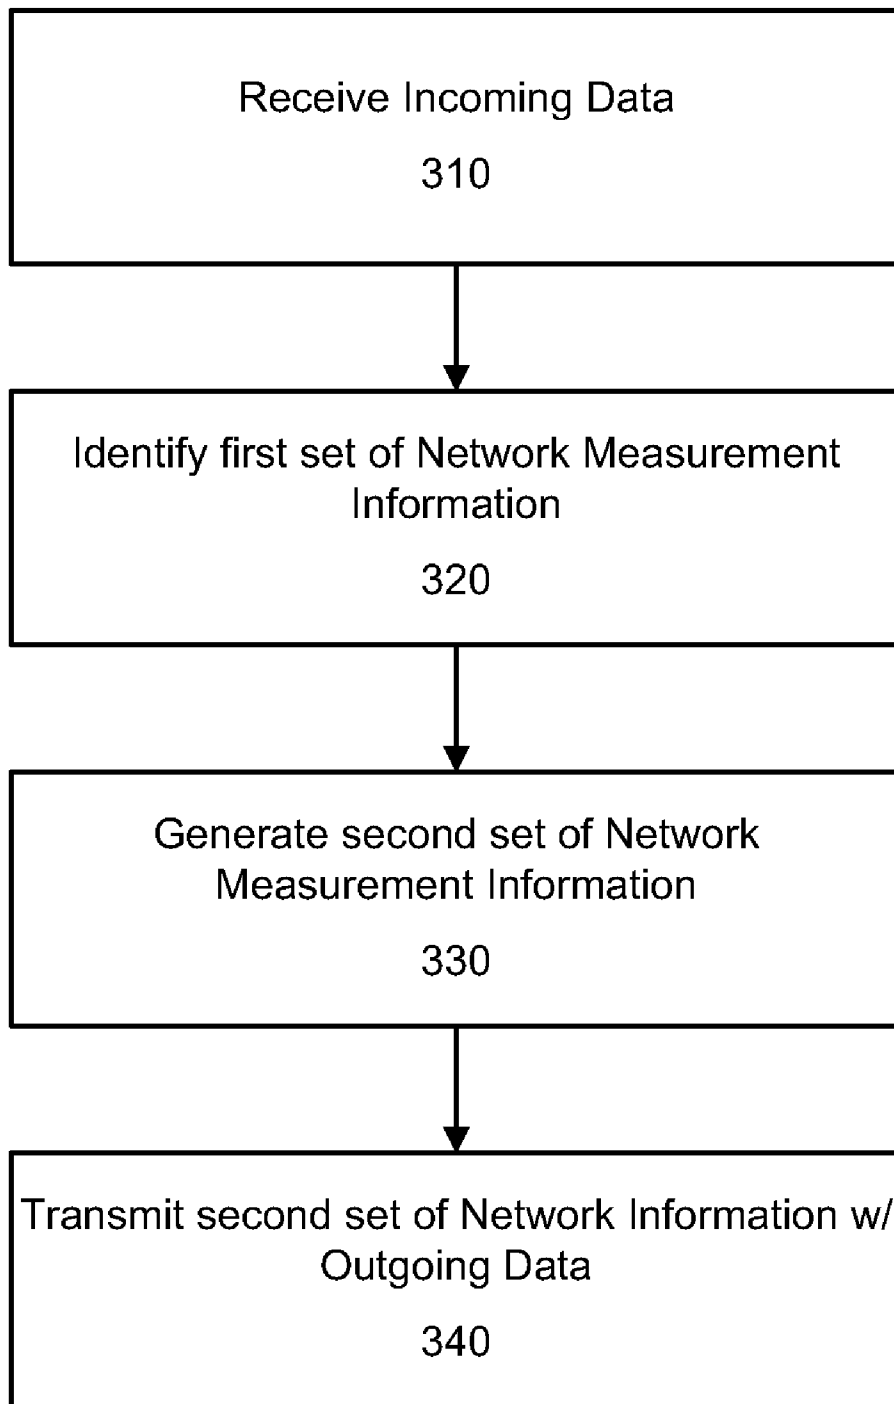 Receive Incoming Data
310
Identify first set of Network Measurement
Information
320
Generate second set of Network
Measurement Information
330
Transmit second set of Network Information w/
Outgoing Data
340